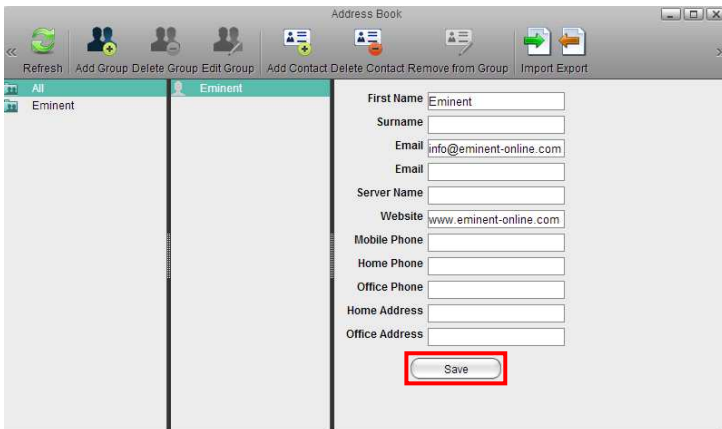 Address Book
Refresh Add Group Delete Group Edit Group Add Contact Delete Contact Remove from Group Import Export
All
Eminent
Eminent
First Name Eminent
Surname
Email info@eminent-online.com
Email
Server Name
Website www.eminent-online.com
Mobile Phone
Home Phone
Office Phone
Home Address
Office Address
Save